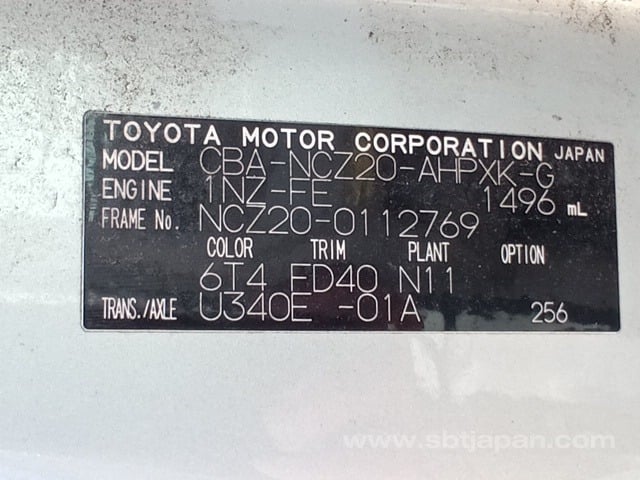 TOYOTA MOTOR CORPORATION JAPAN
MODEL CBA-NCZ20-AHPXK-G
ENGINE 1NZ-FE 1496 mL
FRAME No. NCZ20-0112769
COLOR TRIM PLANT OPTION
6T4 FD40 N11
TRANS./AXLE U340E -01A 256
www.sbtjapan.com